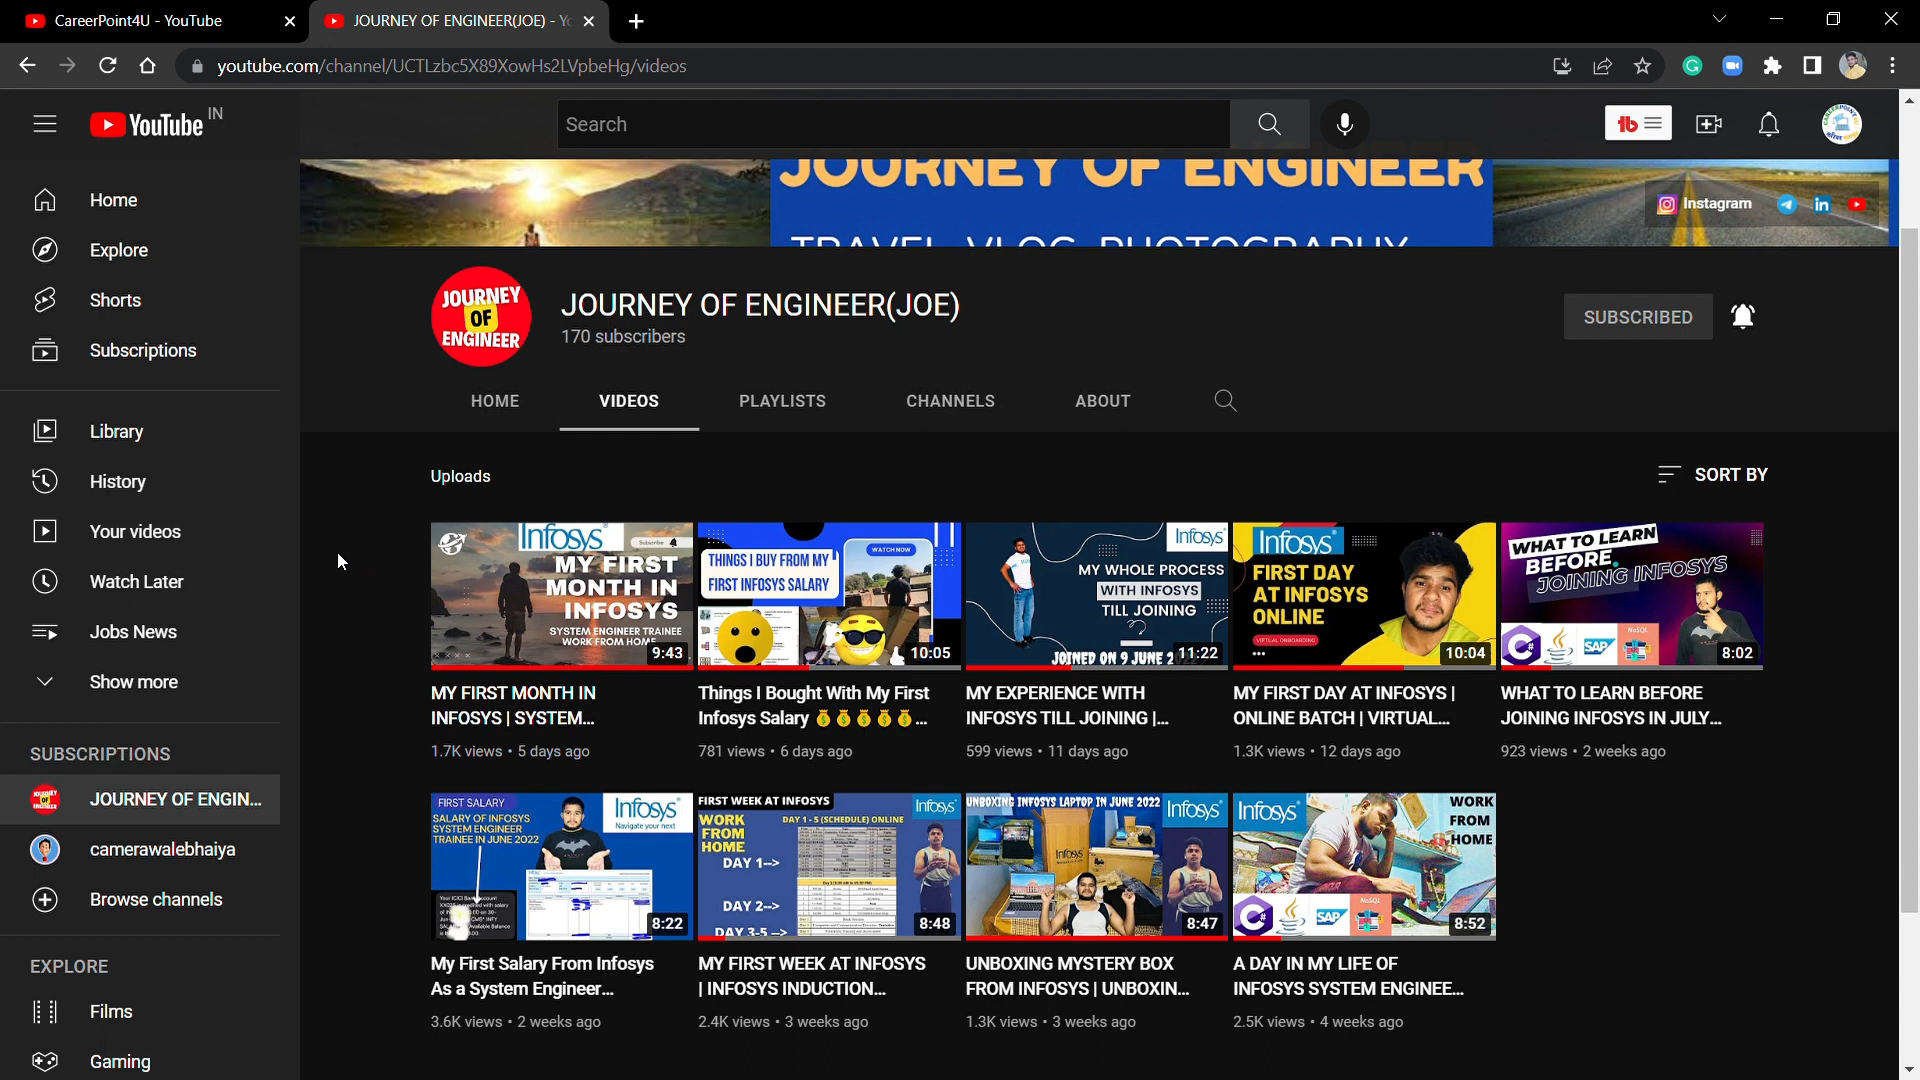 CareerPoint4U - YouTube
JOURNEY OF ENGINEER(JOE) - Yo
youtube.com/channel/UCTLzbc5X89XowHs2LVpbeHg/videos
YouTube IN
Search
Home
Explore
Shorts
Subscriptions
Library
History
Your videos
Watch Later
Jobs News
Show more
SUBSCRIPTIONS
JOURNEY OF ENGIN...
camerawalebhaiya
Browse channels
EXPLORE
Films
Gaming
JOURNEY OF ENGINEER
TRAVEL VLOG PHOTOGRAPHY
Instagram
JOURNEY
OF
ENGINEER
JOURNEY OF ENGINEER(JOE)
170 subscribers
SUBSCRIBED
HOME
VIDEOS
PLAYLISTS
CHANNELS
ABOUT
Uploads
SORT BY
Infosys
Subscribe
MY FIRST
MONTH IN
INFOSYS
SYSTEM ENGINEER TRAINEE
WORK FROM HOME
9:43
MY FIRST MONTH IN
INFOSYS | SYSTEM...
1.7K views • 5 days ago
WATCH NOW
THINGS I BUY FROM MY
FIRST INFOSYS SALARY
10:05
Things I Bought With My First
Infosys Salary 💰💰💰💰💰...
781 views • 6 days ago
Infosys
MY WHOLE PROCESS
WITH INFOSYS
TILL JOINING
JOINED ON 9 JUNE 2022
11:22
MY EXPERIENCE WITH
INFOSYS TILL JOINING |...
599 views • 11 days ago
Infosys
FIRST DAY
AT INFOSYS
ONLINE
VIRTUAL ONBOARDING
10:04
MY FIRST DAY AT INFOSYS |
ONLINE BATCH | VIRTUAL...
1.3K views • 12 days ago
WHAT TO LEARN
BEFORE
JOINING INFOSYS
Java
SAP
NoSQL
8:02
WHAT TO LEARN BEFORE
JOINING INFOSYS IN JULY...
923 views • 2 weeks ago
FIRST SALARY
SALARY OF INFOSYS
SYSTEM ENGINEER
TRAINEE IN JUNE 2022
Infosys
Navigate your next
8:22
My First Salary From Infosys
As a System Engineer...
3.6K views • 2 weeks ago
FIRST WEEK AT INFOSYS
Infosys
WORK
FROM
HOME
DAY 1 - 5 (SCHEDULE) ONLINE
DAY 1-->
DAY 2-->
DAY 3-5 -->
8:48
MY FIRST WEEK AT INFOSYS
| INFOSYS INDUCTION...
2.4K views • 3 weeks ago
UNBOXING INFOSYS LAPTOP IN JUNE 2022
Infosys
Infosys
8:47
UNBOXING MYSTERY BOX
FROM INFOSYS | UNBOXIN...
1.3K views • 3 weeks ago
Infosys
WORK
FROM
HOME
Java
SAP
NoSQL
8:52
A DAY IN MY LIFE OF
INFOSYS SYSTEM ENGINEE...
2.5K views • 4 weeks ago